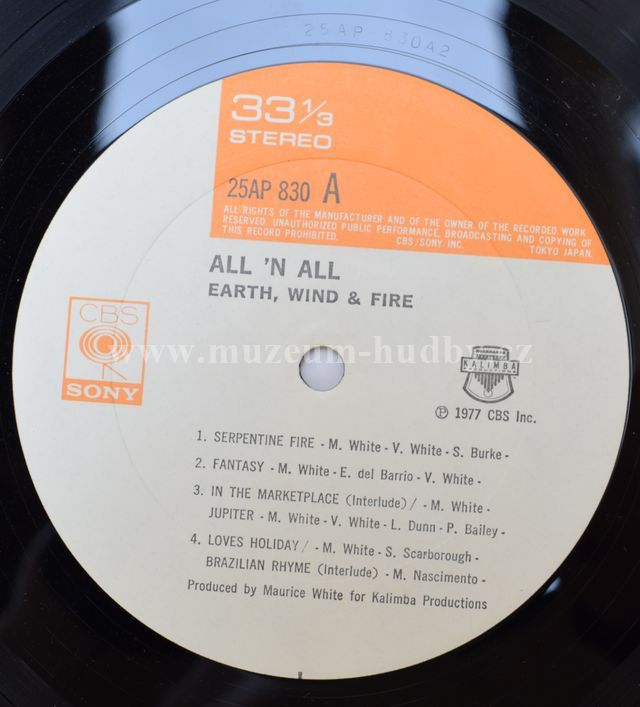 25AP 830A2
33 1/3
STEREO
25AP 830 A
ALL RIGHTS OF THE MANUFACTURER AND OF THE OWNER OF THE RECORDED WORK
RESERVED. UNAUTHORIZED PUBLIC PERFORMANCE, BROADCASTING AND COPYING OF
THIS RECORD PROHIBITED. CBS/SONY INC. TOKYO JAPAN.
ALL 'N ALL
EARTH, WIND & FIRE
CBS
SONY
www.muzeum-hudby.cz
KALIMBA
℗ 1977 CBS Inc.
1. SERPENTINE FIRE - M. White - V. White - S. Burke -
2. FANTASY - M. White - E. del Barrio - V. White -
3. IN THE MARKETPLACE (Interlude) / - M. White -
JUPITER - M. White - V. White - L. Dunn - P. Bailey -
4. LOVES HOLIDAY / - M. White - S. Scarborough -
BRAZILIAN RHYME (Interlude) - M. Nascimento -
Produced by Maurice White for Kalimba Productions